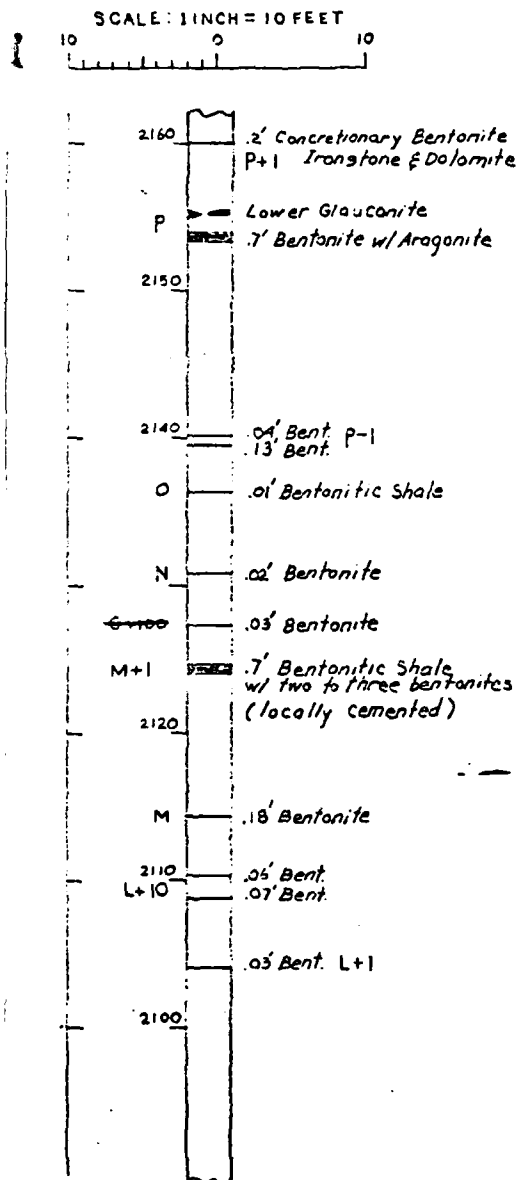 SCALE: 1 INCH = 10 FEET
10 0 10
2160 .2' Concretionary Bentonite
P+1 Ironstone & Dolomite
Lower Glauconite
P
.7' Bentonite w/ Aragonite
2150
2140 .04' Bent. P-1
.13' Bent.
O .01' Bentonitic Shale
N .02' Bentonite
.03' Bentonite
M+1 .7' Bentonitic Shale
w/ two to three bentonites
(locally cemented)
2120
M .18' Bentonite
2110 .06' Bent.
L+10 .07' Bent.
.03' Bent. L+1
2100